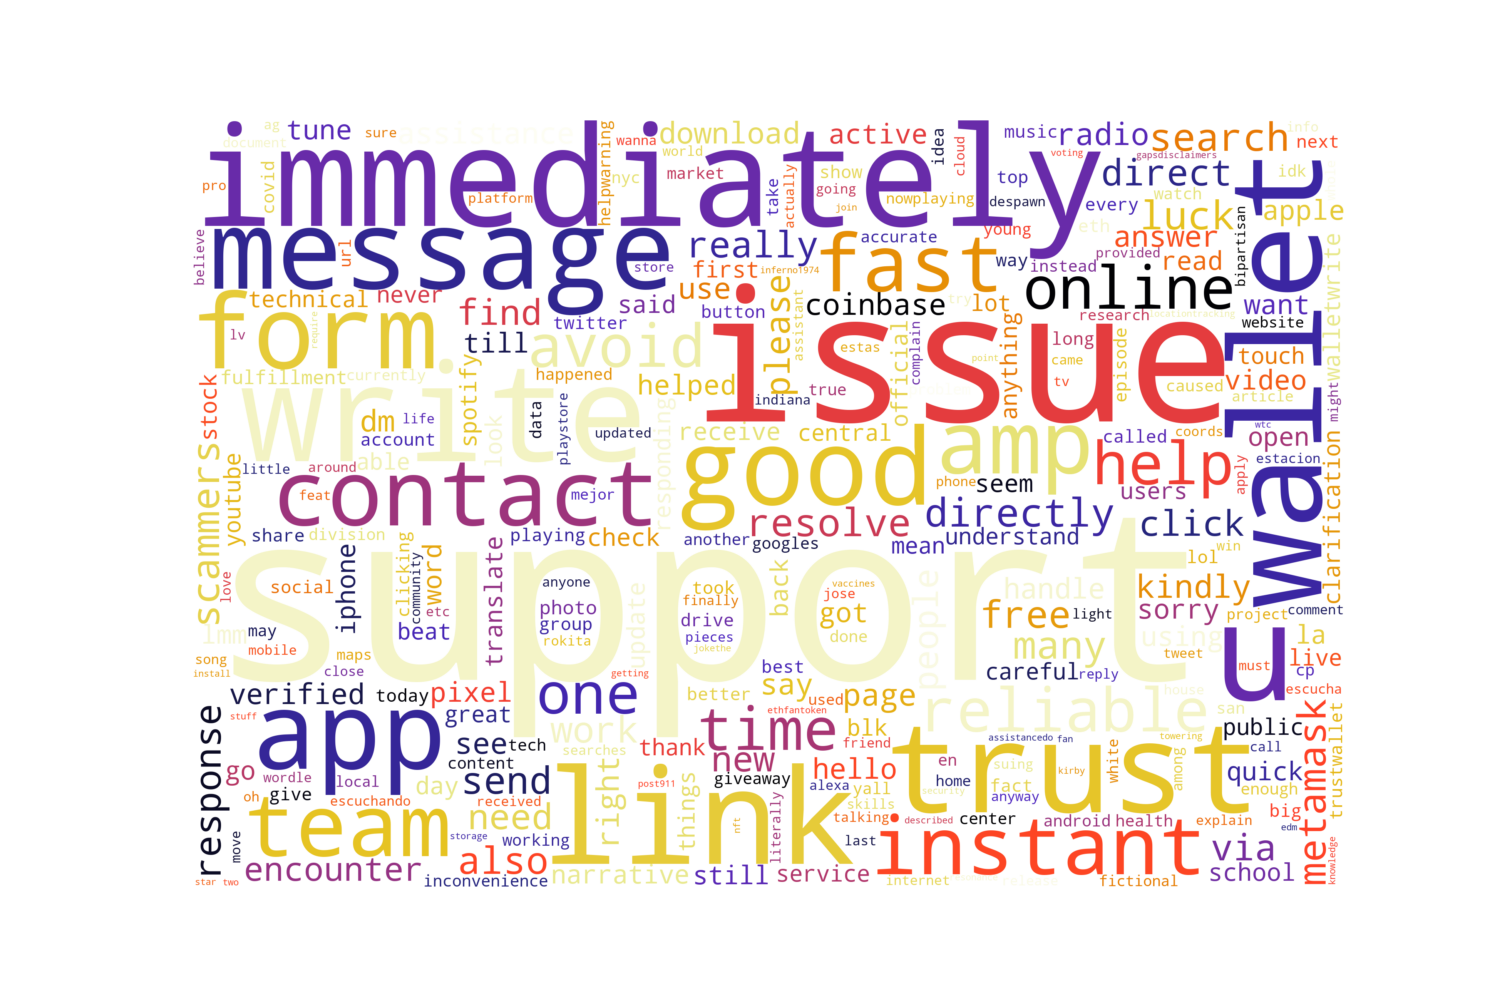 ag tune sure assistance download active music radio search info
document immediately wanna world idea cloud voting gapsdisclaimers next
covid helpwarning nyc market take actually show going nowplaying top direct watch idk
pro platform join despawn every luck apple
believe url message really accurate young eth answer bipartisan wallet
store first inferno1974 fast way instead provided read
form technical never find said use button please coinbase lot try online want
lv require till twitter avoid assistant estas official complain anything research locationtracking website walletwrite
fulfillment currently spotify happened helped indiana true issue point long came tv episode caused touch video article might
scammers stock write dm life account look data playstore updated receive central amp called coords wtc open
youtube little around able responding good phone seem help users apply estacion clarification
contact feat mejor resolve directly click
share division clicking word playing check another googles mean understand lol win
love social iphone community etc translate anyone support photo group rokita update took finally pieces drive back vaccines jose got done people handle free light kindly project comment
lmm may mobile beat many sorry using tweet la
song install maps close best say used careful reply house must live cp escucha
verified today pixel one better ethfantoken page reliable san public
stuff app great work getting time blk friend assistancedo fan towering call
response go wordle see tech content searches thank new hello en suing white among quick trustwallet metamask
oh give local day send right things post911 giveaway alexa yall home fact kirby security trust enough
move escuchando received need link nft literally skills talking described anyway big
team storage working last center android health explain edm
encounter also narrative still service instant via school
star two inconvenience internet release fictional knowledge